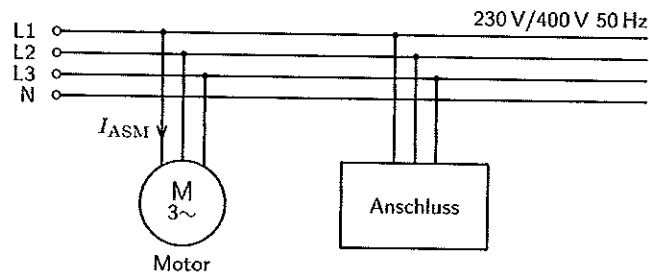 230 V/400 V 50 Hz
L1
L2
L3
N
I_ASM
M
3~
Motor
Anschluss